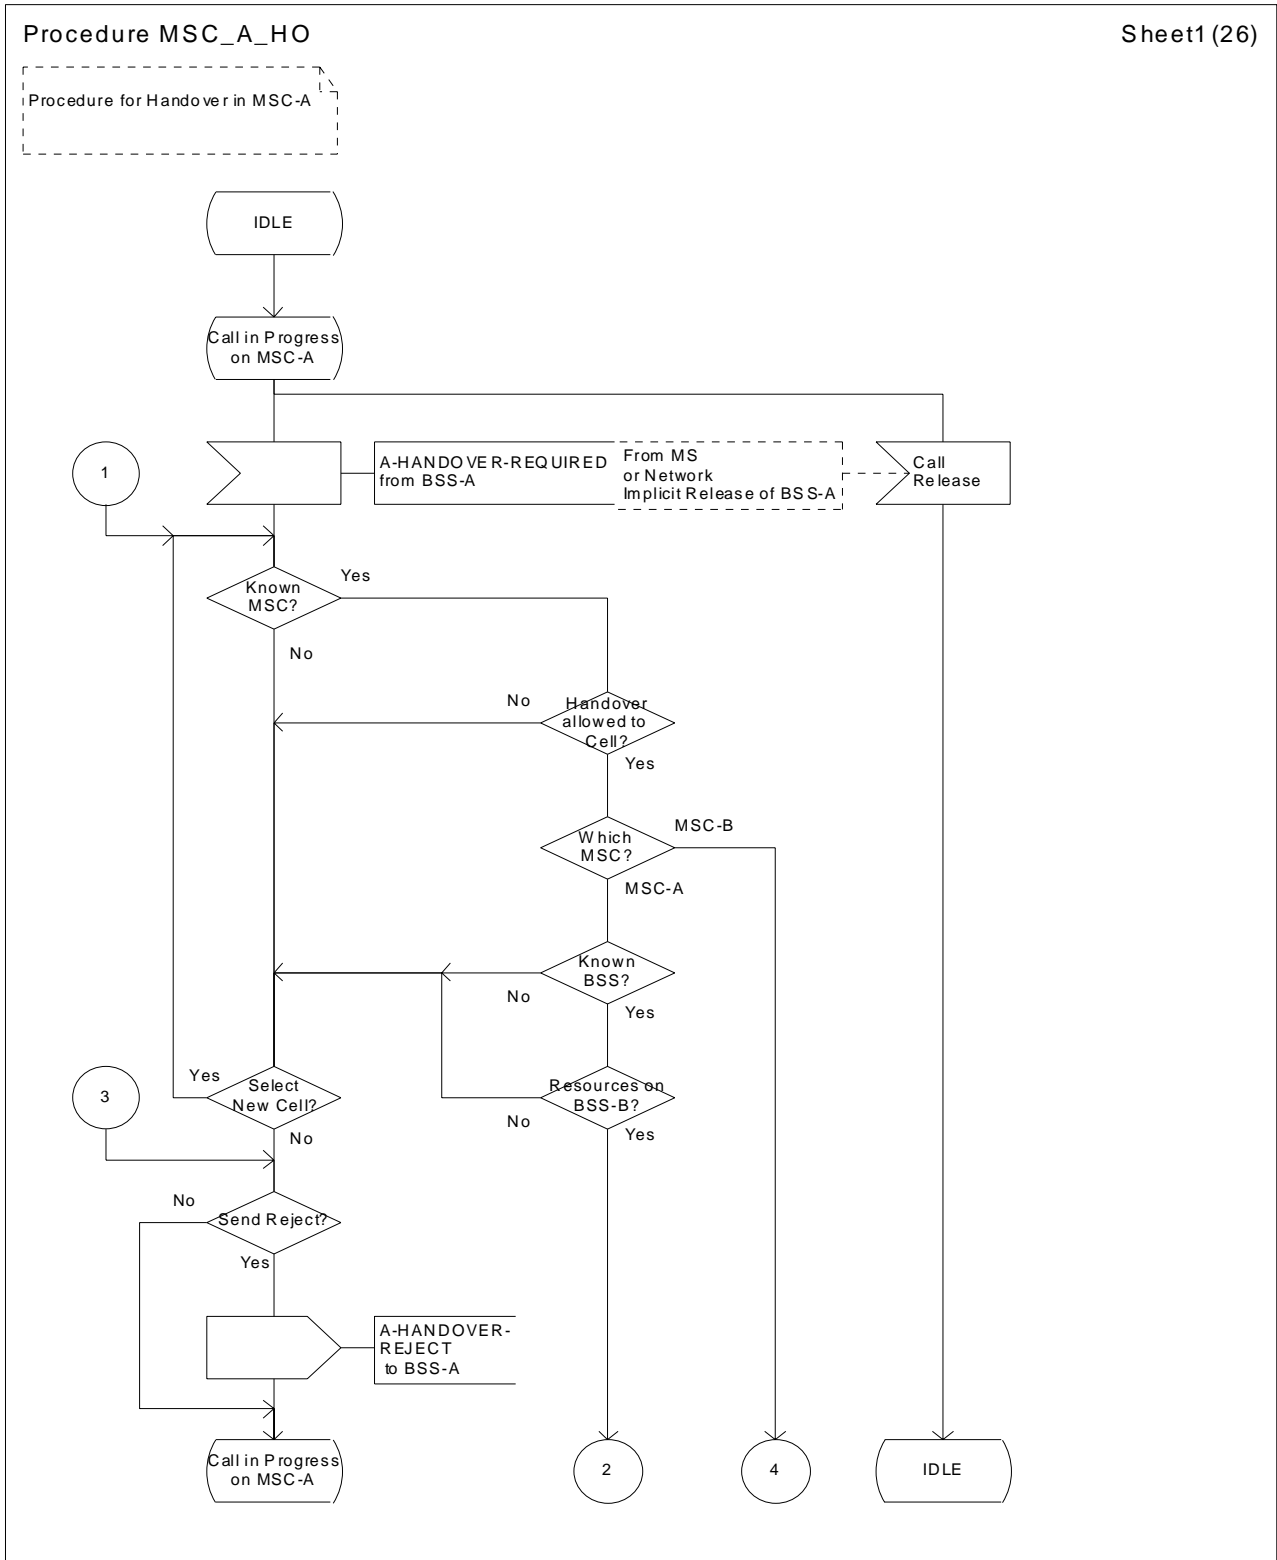 Procedure MSC_A_HO
Sheet1 (26)
Procedure for Handover in MSC-A
IDLE
Call in Progress
on MSC-A
1
A-HANDOVER-REQUIRED
from BSS-A
From MS
or Network
Implicit Release of BSS-A
Call
Release
Known
MSC?
Yes
No
No
Handover
allowed to
Cell?
Yes
Which
MSC?
MSC-B
MSC-A
Known
BSS?
No
Yes
3
Yes
Select
New Cell?
No
Resources on
BSS-B?
No
Yes
No
Send Reject?
Yes
A-HANDOVER-
REJECT
to BSS-A
Call in Progress
on MSC-A
2
4
IDLE